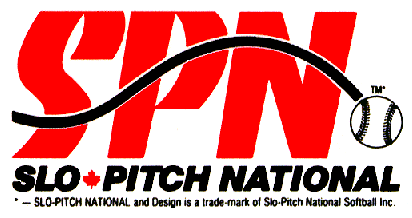 SPN
TM*
SLO PITCH NATIONAL
* — SLO-PITCH NATIONAL and Design is a trade-mark of Slo-Pitch National Softball Inc.